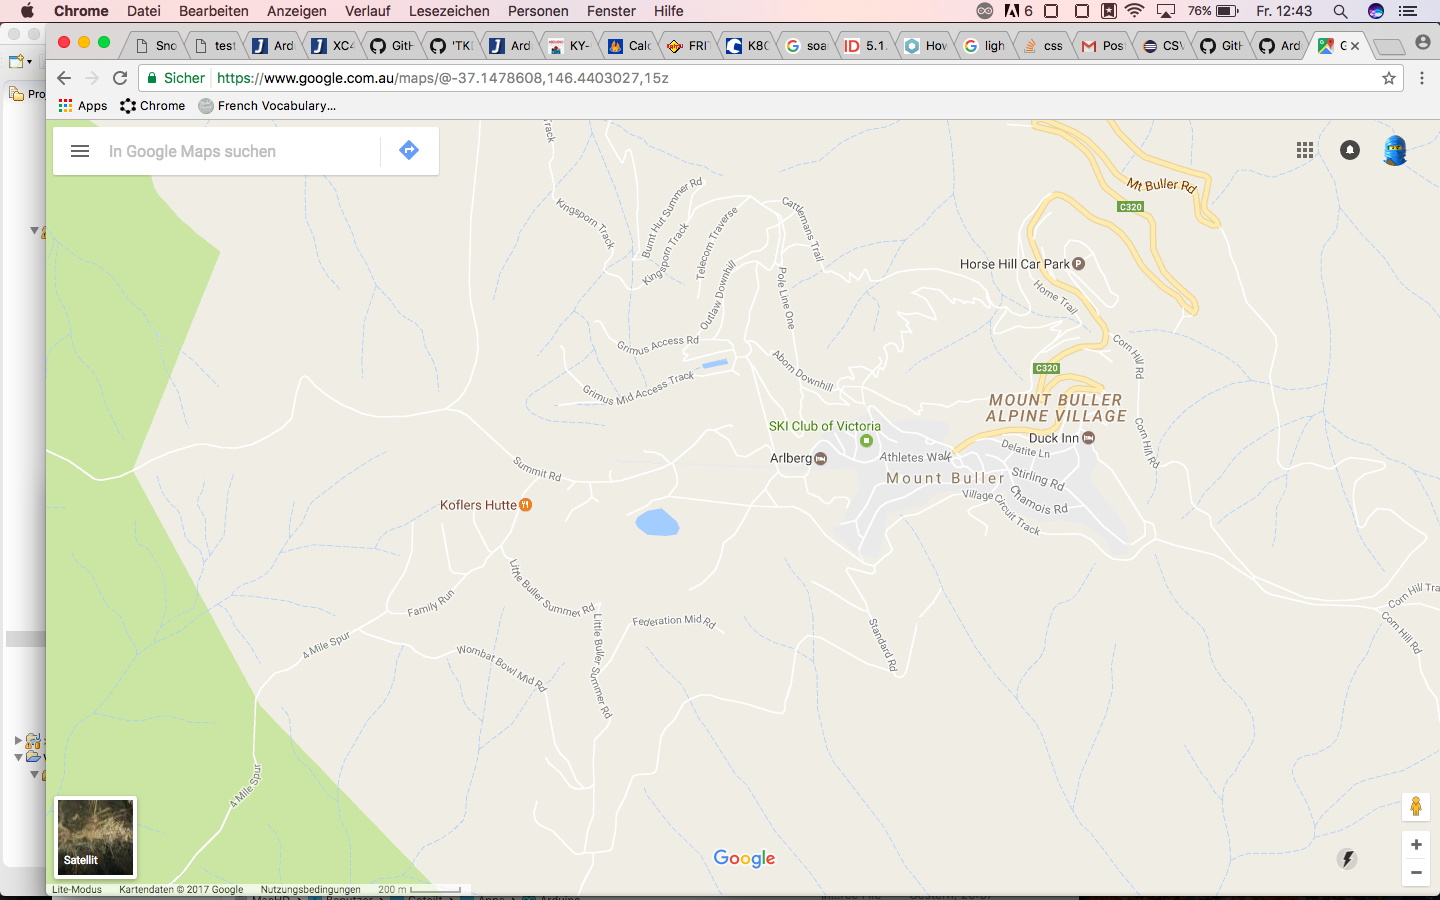 Chrome Datei Bearbeiten Anzeigen Verlauf Lesezeichen Personen Fenster Hilfe 6 76% Fr. 12:43
Sno test Ard XC4 GitH 'TKD Ard KY- Calc FRIT K8C soa 5.1. How ligh css Post CSV GitH Ard G
Sicher https://www.google.com.au/maps/@-37.1478608,146.4403027,15z
Apps Chrome French Vocabulary...
In Google Maps suchen
Track
Mt Buller Rd
C320
Kingsporn Track
Burnt Hut Summer Rd
Kingsporn Track
Telecom Traverse
Cattlemans Trail
Outlaw Downhill
Pole Line One
Horse Hill Car Park P
Home Trail
Grimus Access Rd
Grimus Mid Access Track
Abom Downhill
Corn Hill Rd
C320
MOUNT BULLER
ALPINE VILLAGE
SKI Club of Victoria
Duck Inn
Arlberg
Athletes Walk
Delatite Ln
Corn Hill Rd
Mount Buller
Stirling Rd
Chamois Rd
Village Circuit Track
Summit Rd
Koflers Hutte
Little Buller Summer Rd
Family Run
Little Buller Summer Rd
Federation Mid Rd
Standard Rd
Corn Hill Tra
Corn Hill Rd
4 Mile Spur
Wombat Bowl Mid Rd
4 Mile Spur
Satellit
Google
Lite-Modus Kartendaten © 2017 Google Nutzungsbedingungen 200 m